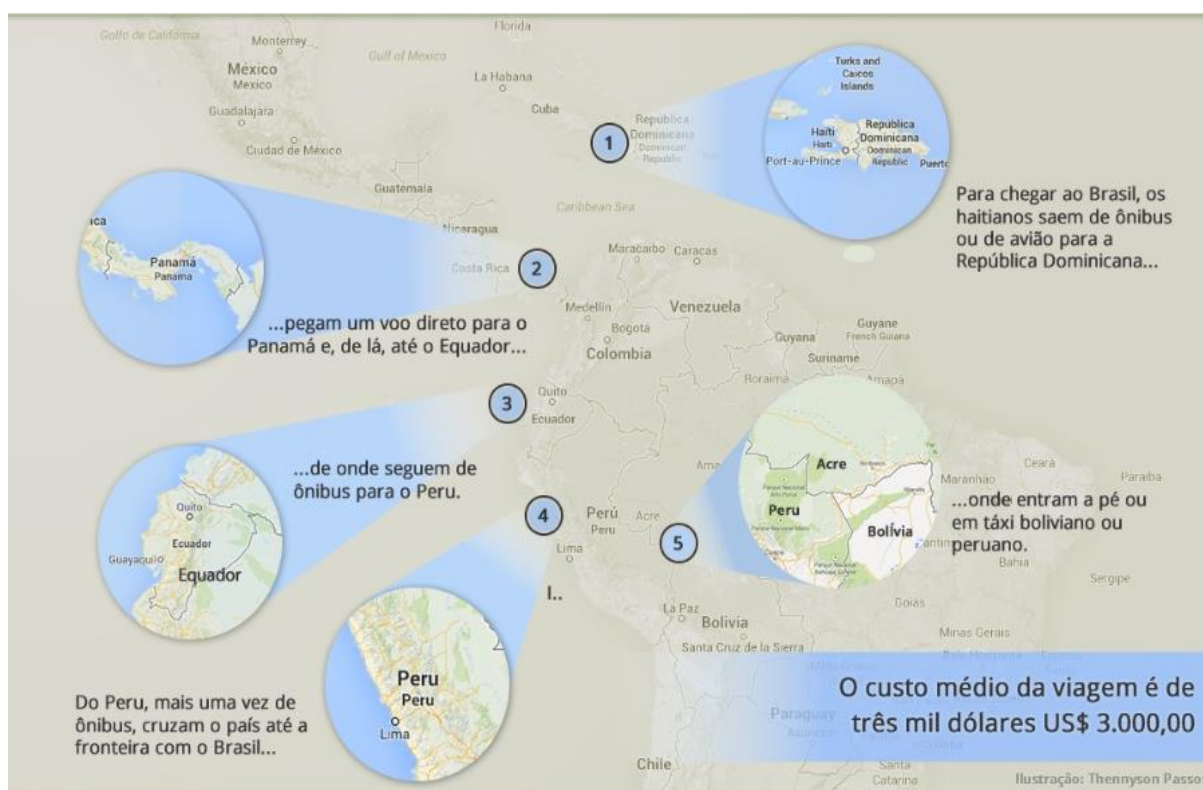 Golfo de California
Monterrey
México
Mexico
Guadalajara
Ciudad de México
Gulf of Mexico
Florida
La Habana
Cuba
República
Dominicana
Dominican
Republic
Guatemala
Caribbean Sea
Nicaragua
Costa Rica
1
Turks and
Caicos
Islands
Haïti
Haiti
República
Dominicana
Dominican
Republic
Port-au-Prince
Para chegar ao Brasil, os
haitianos saem de ônibus
ou de avião para a
República Dominicana...
2
ica
Panamá
Panama
...pegam um voo direto para o
Panamá e, de lá, até o Equador...
Maracaibo
Caracas
Medellín
Venezuela
Bogotá
Colombia
Guyana
Guyane
French Guiana
Suriname
Roraima
Amapá
3
Quito
Ecuador
...de onde seguem de
ônibus para o Peru.
Quito
Ecuador
Guayaquil
Equador
4
Perú
Peru
Lima
l..
Acre
Ama
5
Acre
Peru
Bolívia
...onde entram a pé ou
em táxi boliviano ou
peruano.
Maranhão
Ceará
Paraíba
Bahia
Sergipe
Goiás
Minas Gerais
La Paz
Bolivia
Santa Cruz de la Sierra
Peru
Peru
Lima
Do Peru, mais uma vez de
ônibus, cruzam o país até a
fronteira com o Brasil...
Paraguay
Chile
Santa
Catarina
O custo médio da viagem é de
três mil dólares US$ 3.000,00
Ilustração: Thennyson Passo